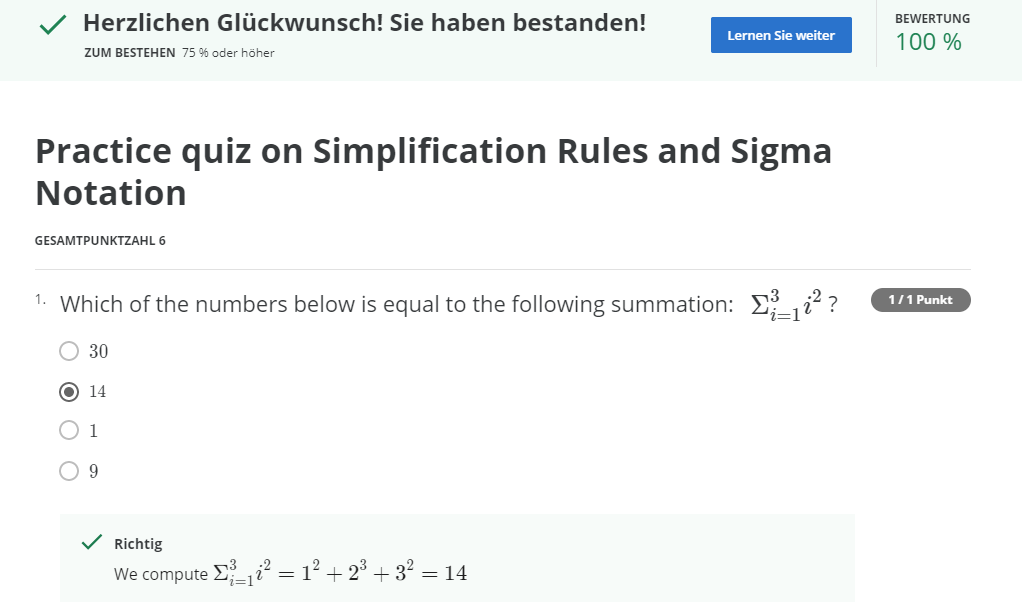 Herzlichen Glückwunsch! Sie haben bestanden!
ZUM BESTEHEN 75 % oder höher
Lernen Sie weiter
BEWERTUNG
100 %
Practice quiz on Simplification Rules and Sigma
Notation
GESAMTPUNKTZAHL 6
1. Which of the numbers below is equal to the following summation: Σ³ᵢ₌₁ i² ?
1 / 1 Punkt
30
14
1
9
Richtig
We compute Σ³ᵢ₌₁ i² = 1² + 2³ + 3² = 14